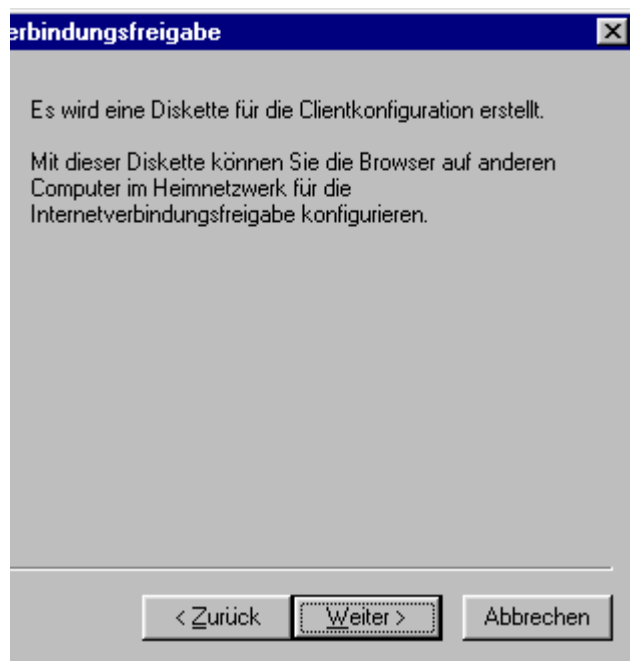 erbindungsfreigabe
Es wird eine Diskette für die Clientkonfiguration erstellt.
Mit dieser Diskette können Sie die Browser auf anderen
Computer im Heimnetzwerk für die
Internetverbindungsfreigabe konfigurieren.
< Zurück Weiter > Abbrechen